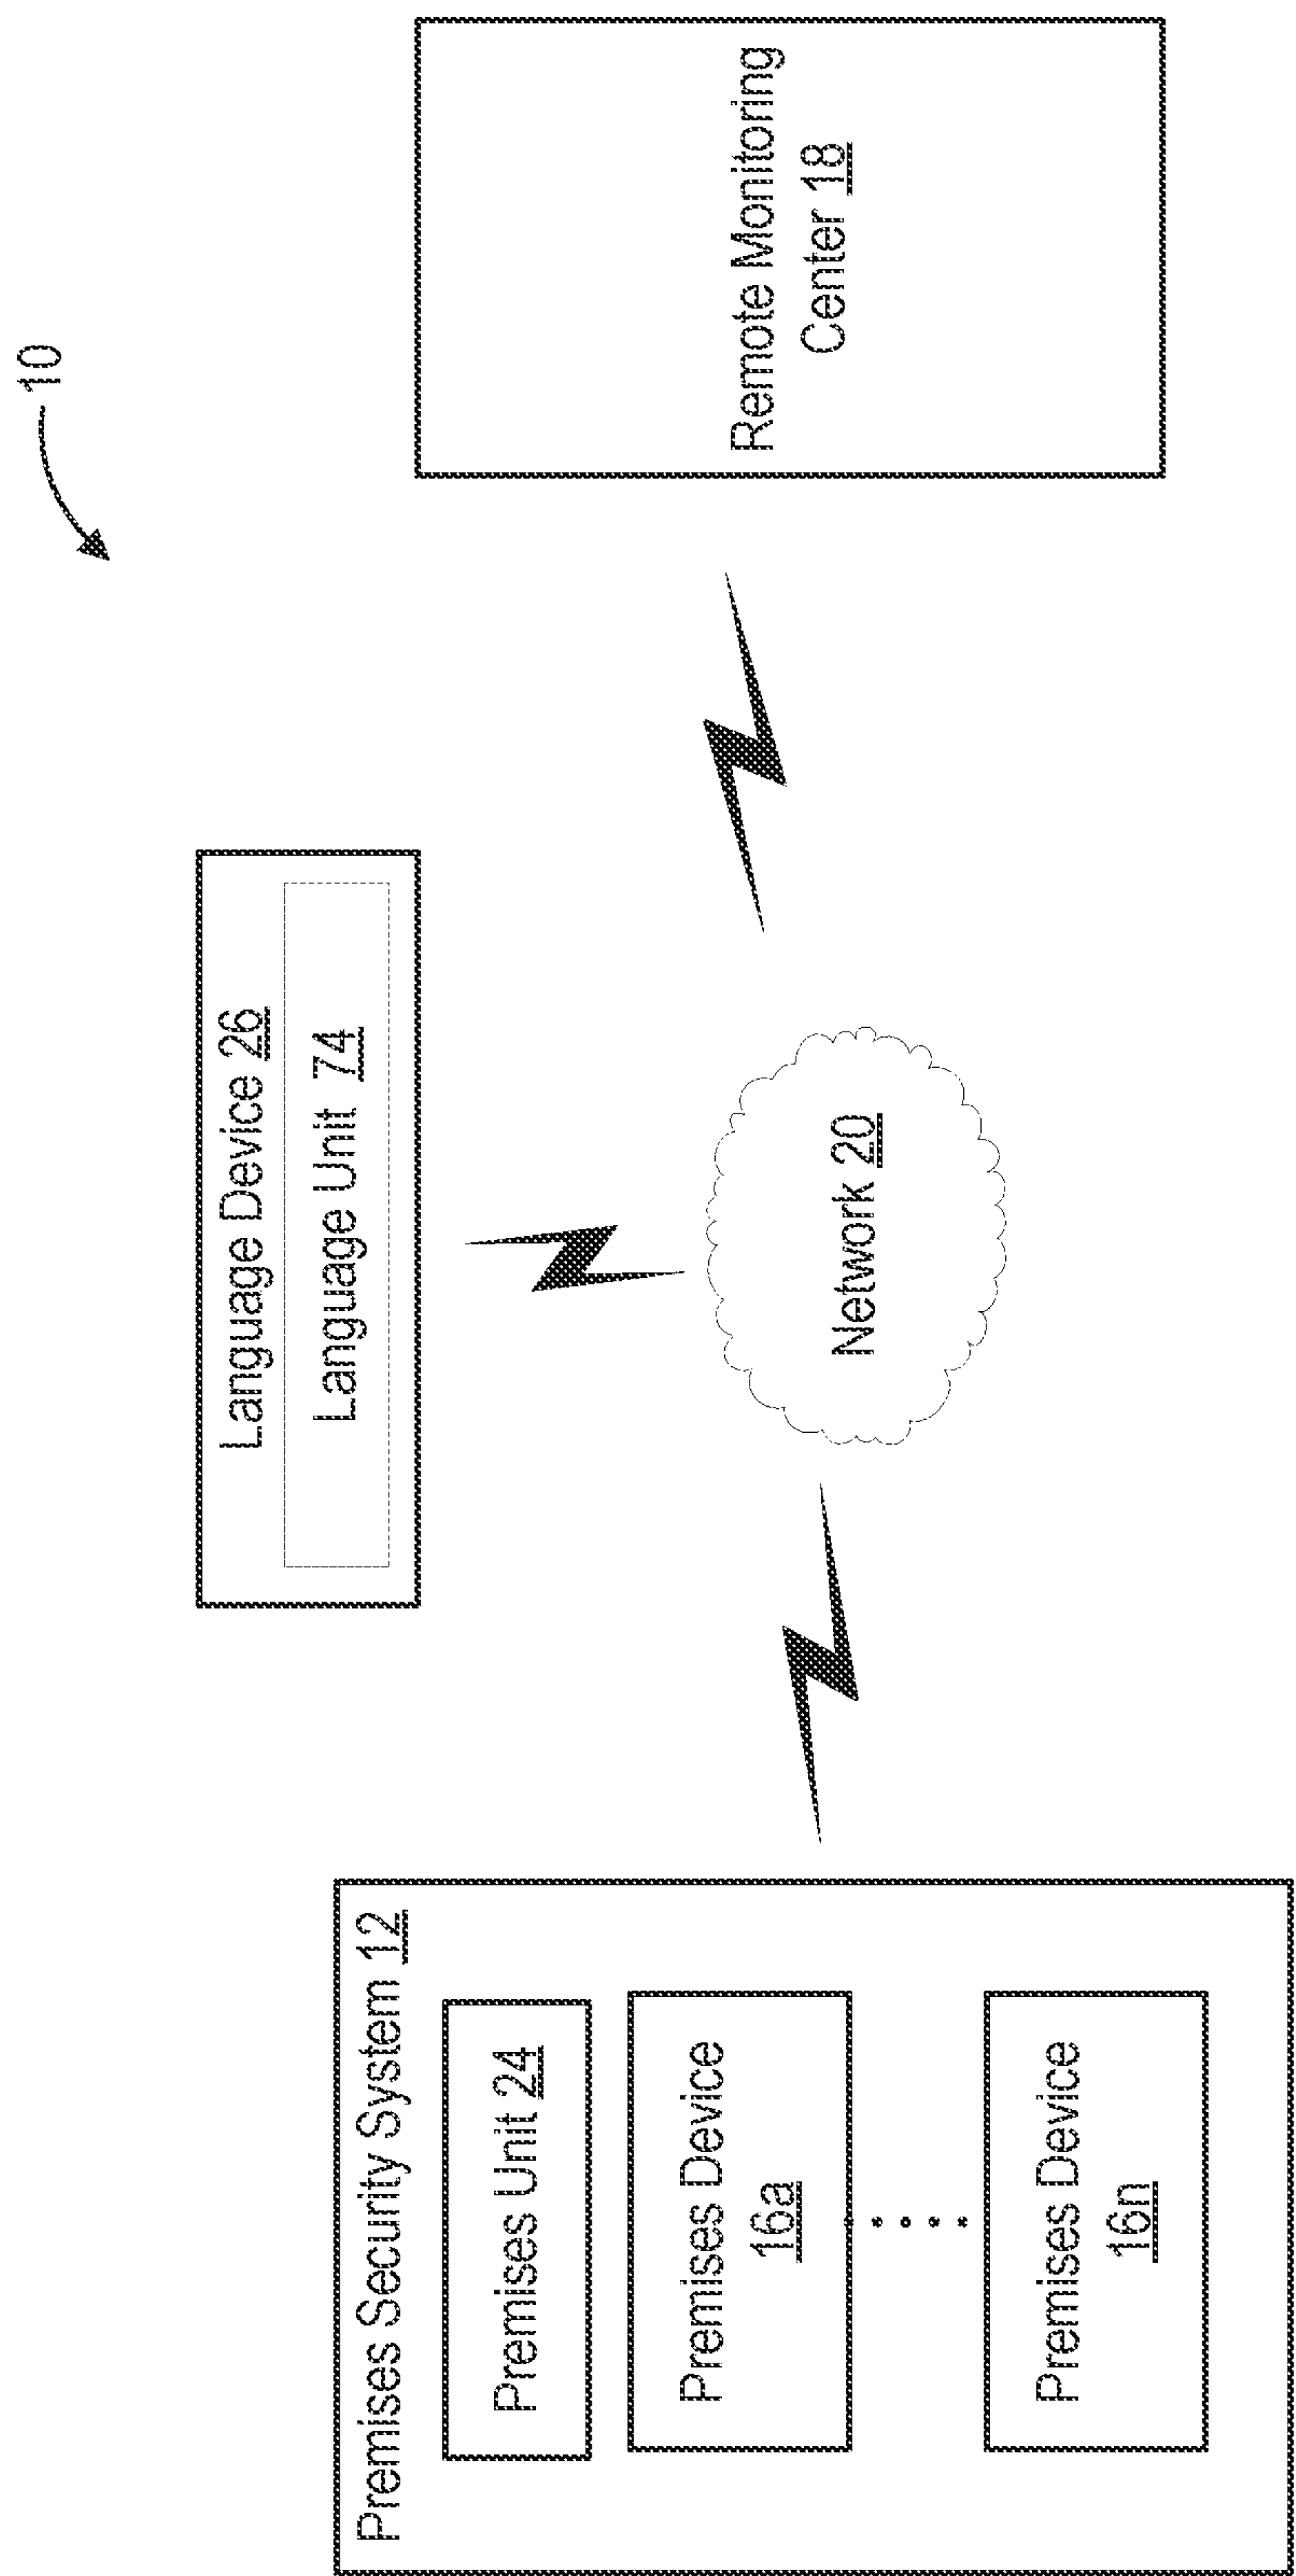 10
Language Device 26
Language Unit 74
Premises Security System 12
Premises Unit 24
Premises Device
16a
Premises Device
16n
Network 20
Remote Monitoring
Center 18